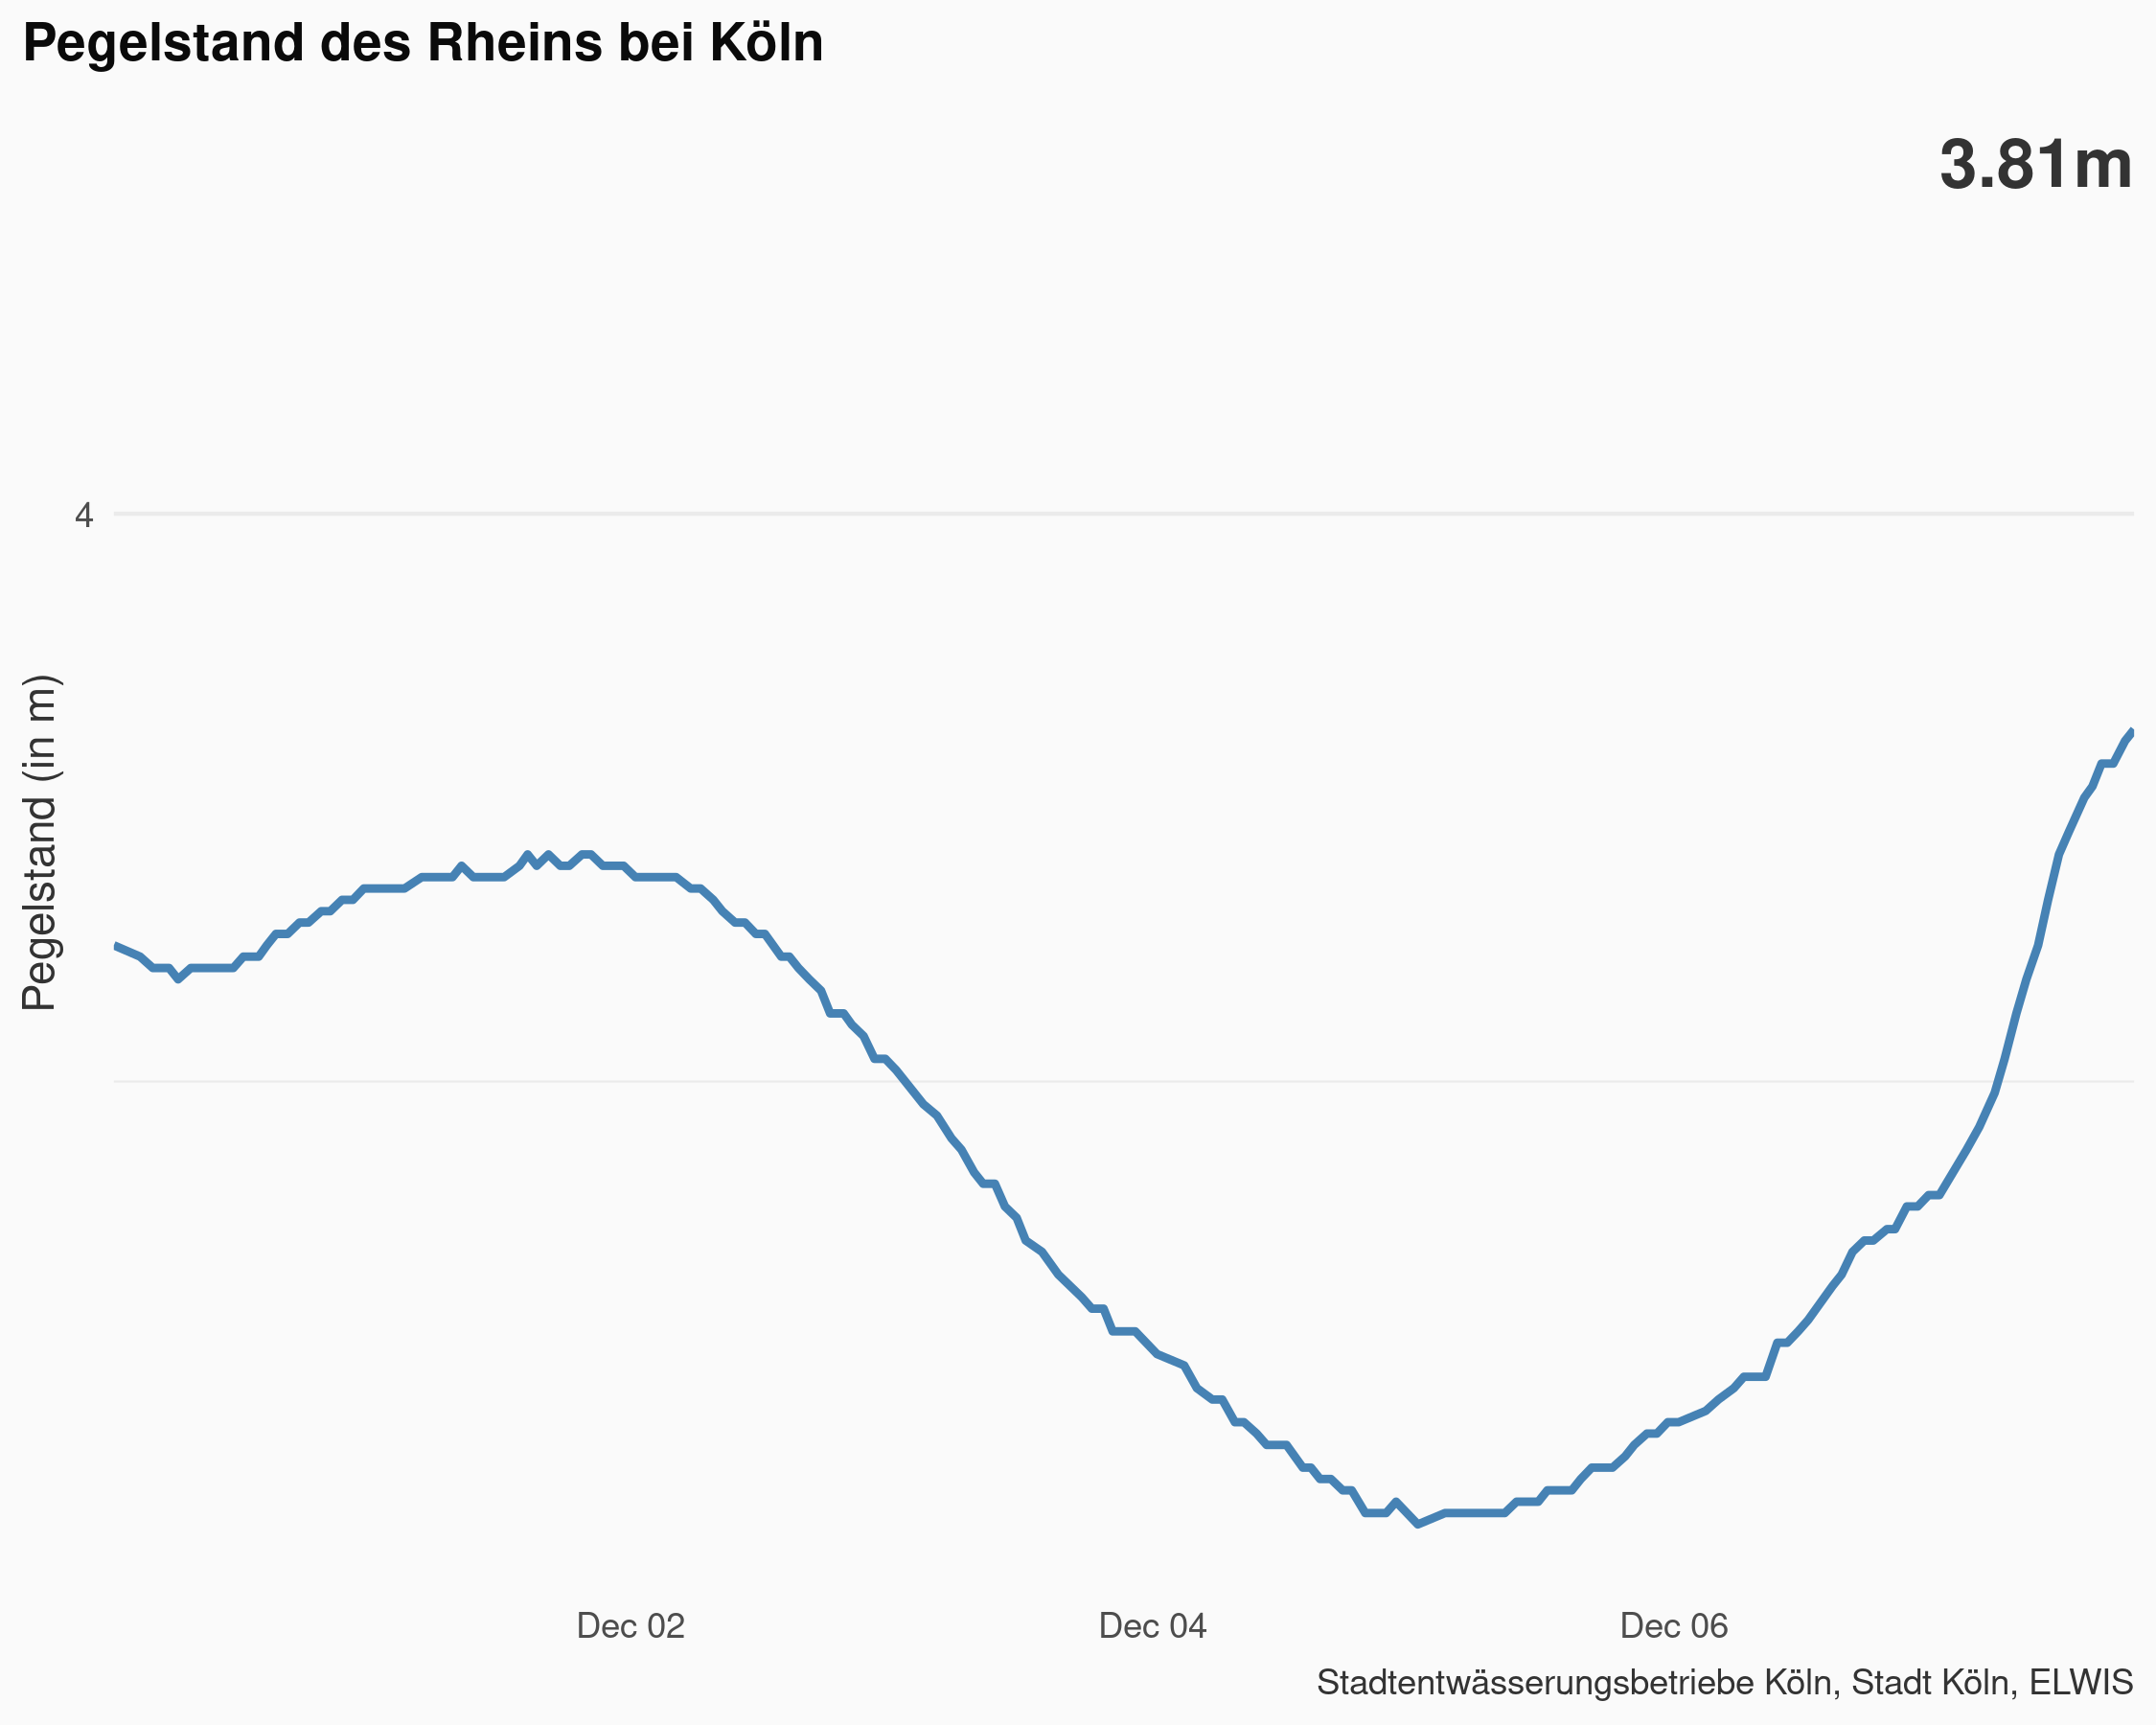 Pegelstand des Rheins bei Köln
3.81m
4
Pegelstand (in m)
Dec 02 Dec 04 Dec 06
Stadtentwässerungsbetriebe Köln, Stadt Köln, ELWIS